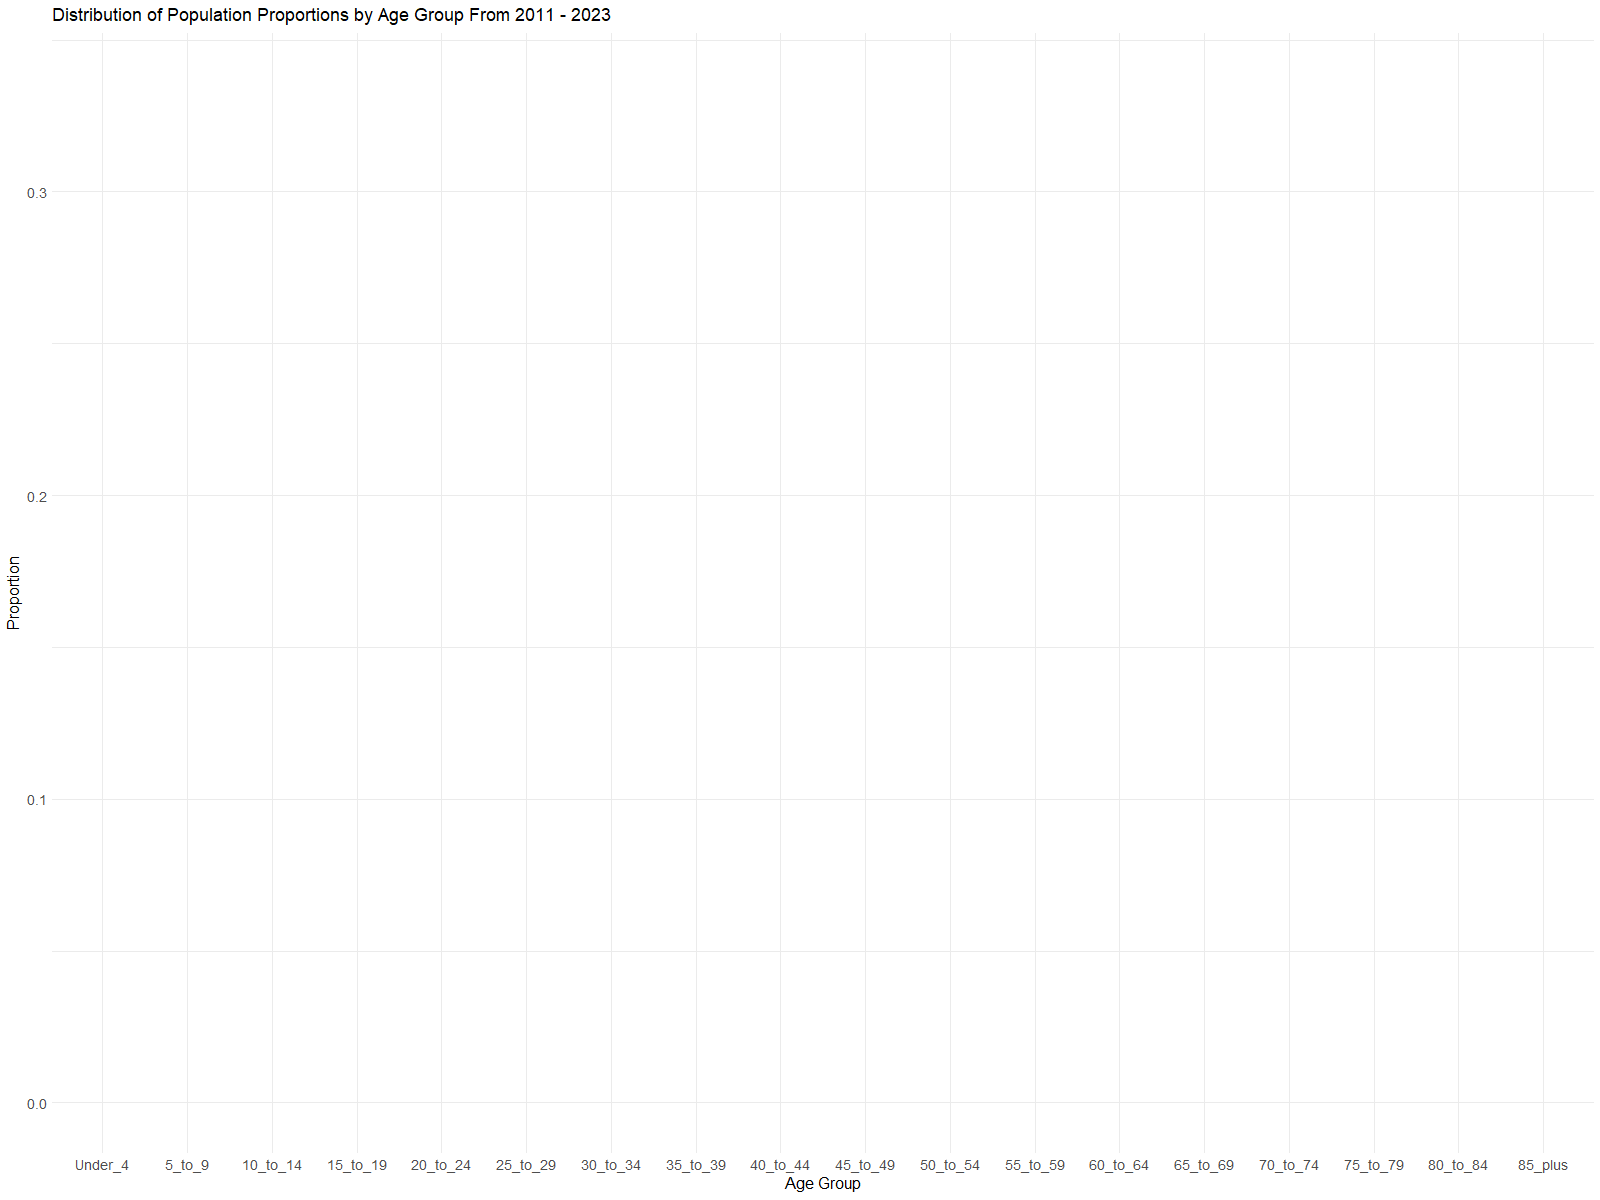 Distribution of Population Proportions by Age Group From 2011 - 2023
Proportion
0.3
0.2
0.1
0.0
Under_4 5_to_9 10_to_14 15_to_19 20_to_24 25_to_29 30_to_34 35_to_39 40_to_44 45_to_49 50_to_54 55_to_59 60_to_64 65_to_69 70_to_74 75_to_79 80_to_84 85_plus
Age Group